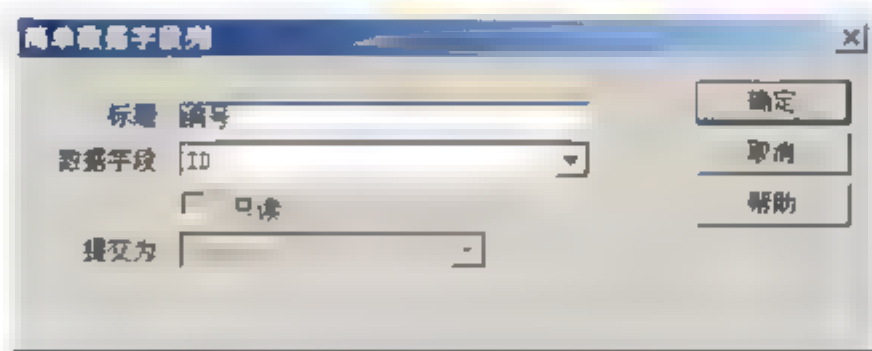 简单数据字段列
标题 编号
数据字段 ID
只读
提交为
确定
取消
帮助